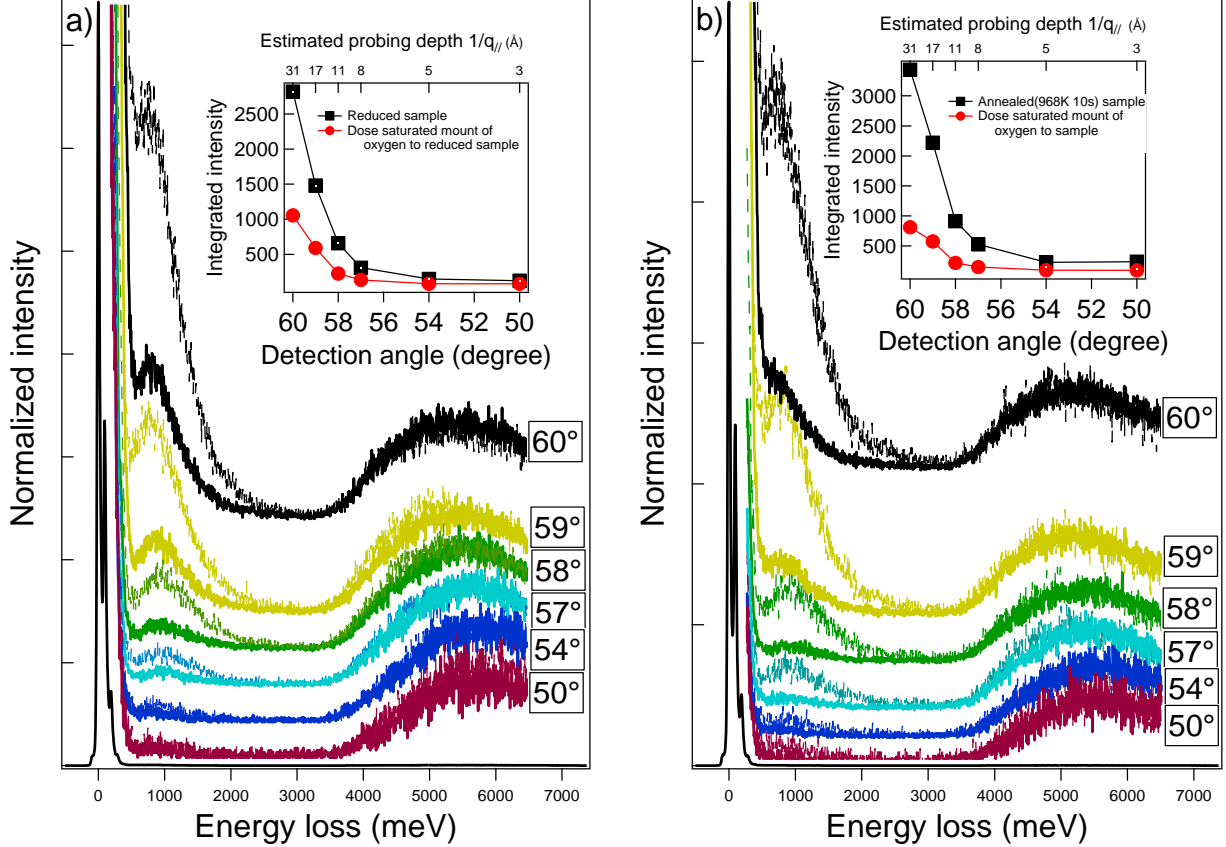 a)
Estimated probing depth 1/q// (Å)
31 17 11 8 5 3
Reduced sample
Dose saturated mount of
oxygen to reduced sample
2500
2000
1500
1000
500
Integrated intensity
60 58 56 54 52 50
Detection angle (degree)
Normalized intensity
60°
59°
58°
57°
54°
50°
0 1000 2000 3000 4000 5000 6000 7000
Energy loss (meV)
b)
Estimated probing depth 1/q// (Å)
31 17 11 8 5 3
Annealed(968K 10s) sample
Dose saturated mount of
oxygen to sample
3000
2500
2000
1500
1000
500
Integrated intensity
60 58 56 54 52 50
Detection angle (degree)
Normalized intensity
60°
59°
58°
57°
54°
50°
0 1000 2000 3000 4000 5000 6000 7000
Energy loss (meV)